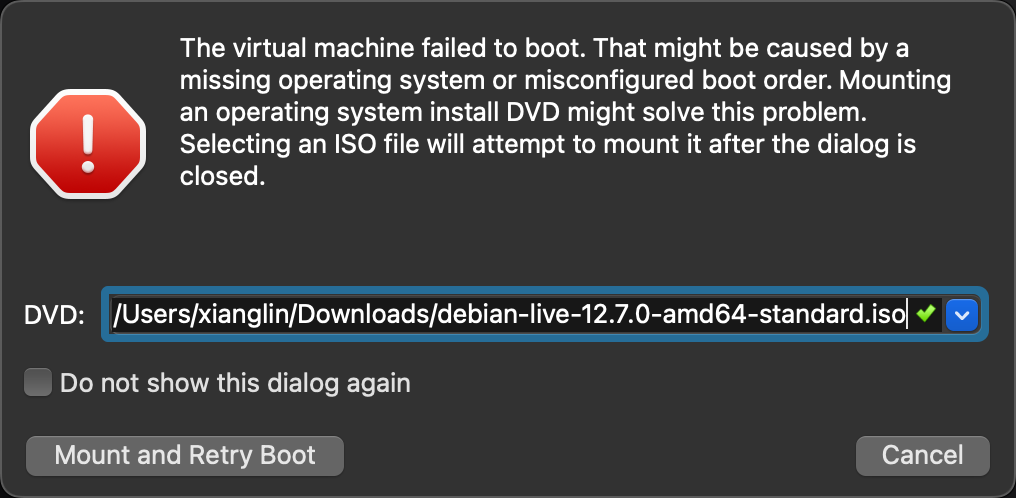 The virtual machine failed to boot. That might be caused by a
missing operating system or misconfigured boot order. Mounting
an operating system install DVD might solve this problem.
Selecting an ISO file will attempt to mount it after the dialog is
closed.
DVD: /Users/xianglin/Downloads/debian-live-12.7.0-amd64-standard.iso
Do not show this dialog again
Mount and Retry Boot Cancel